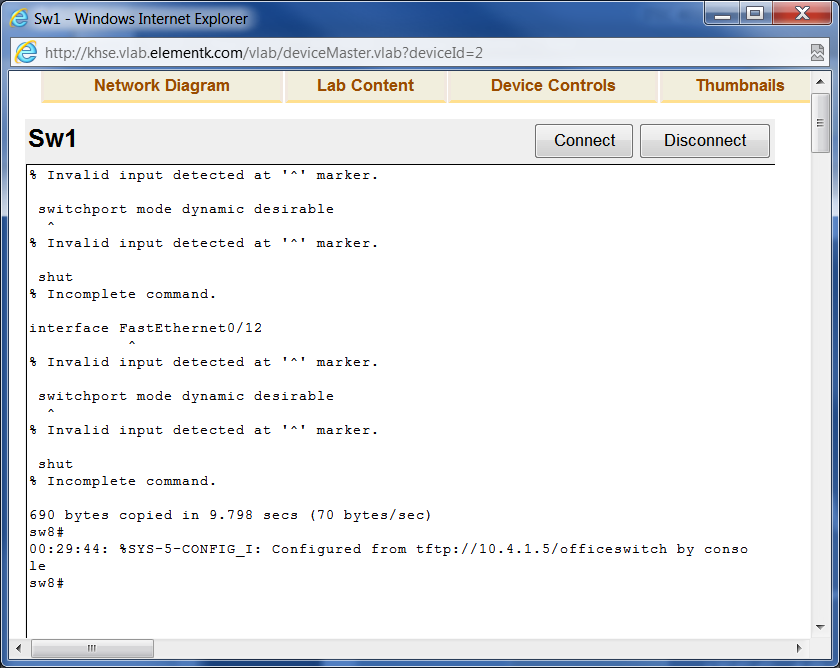 Sw1 - Windows Internet Explorer
http://khse.vlab.elementk.com/vlab/deviceMaster.vlab?deviceId=2
Network Diagram Lab Content Device Controls Thumbnails
Sw1 Connect Disconnect
% Invalid input detected at '^' marker.
 switchport mode dynamic desirable
  ^
% Invalid input detected at '^' marker.
 shut
% Incomplete command.
interface FastEthernet0/12
           ^
% Invalid input detected at '^' marker.
 switchport mode dynamic desirable
  ^
% Invalid input detected at '^' marker.
 shut
% Incomplete command.
690 bytes copied in 9.798 secs (70 bytes/sec)
sw8#
00:29:44: %SYS-5-CONFIG_I: Configured from tftp://10.4.1.5/officeswitch by conso
le
sw8#